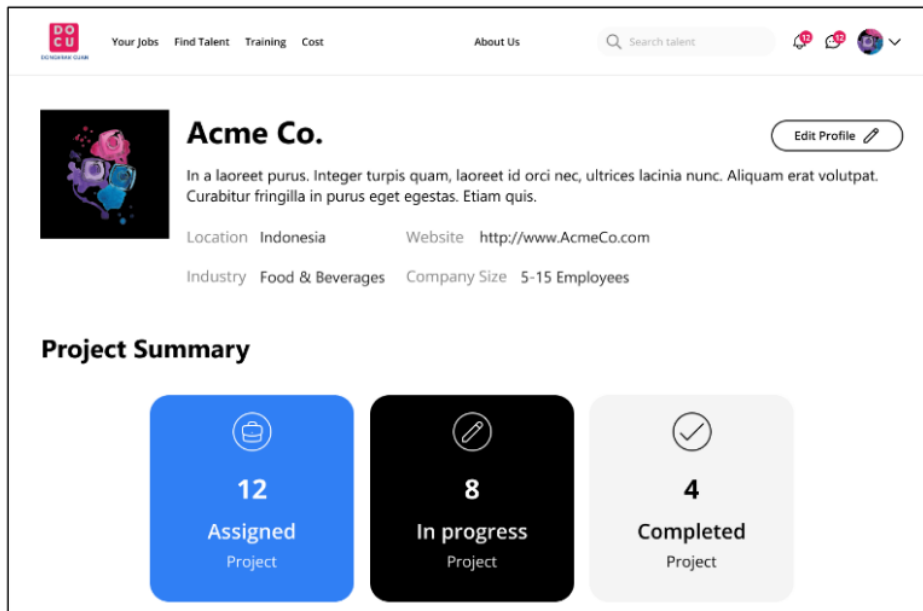 DO
CU
Your Jobs Find Talent Training Cost About Us Search talent 12 12
Acme Co.
Edit Profile
In a laoreet purus. Integer turpis quam, laoreet id orci nec, ultrices lacinia nunc. Aliquam erat volutpat.
Curabitur fringilla in purus eget egestas. Etiam quis.
Location Indonesia Website http://www.AcmeCo.com
Industry Food & Beverages Company Size 5-15 Employees
Project Summary
12 8 4
Assigned In progress Completed
Project Project Project